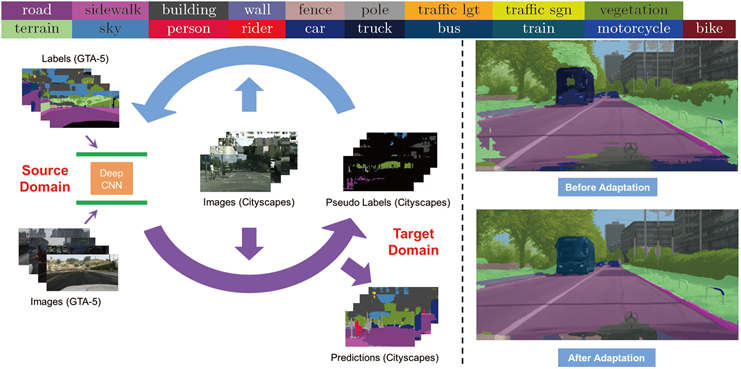 road sidewalk building wall fence pole traffic lgt traffic sgn vegetation
terrain sky person rider car truck bus train motorcycle bike
Labels (GTA-5)
Source
Domain
Deep
CNN
Images (GTA-5)
Images (Cityscapes)
Pseudo Labels (Cityscapes)
Target
Domain
Predictions (Cityscapes)
Before Adaptation
After Adaptation